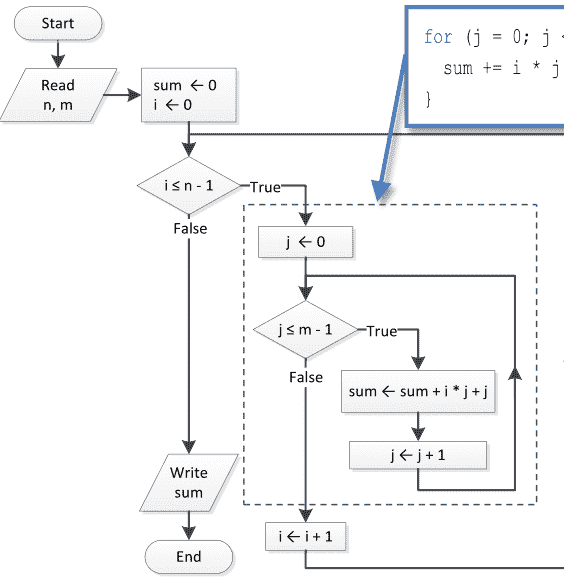 Start
Read
n, m
sum ← 0
i ← 0
for (j = 0; j <
sum += i * j
}
i ≤ n - 1
True
False
j ← 0
j ≤ m - 1
True
False
sum ← sum + i * j + j
j ← j + 1
Write
sum
i ← i + 1
End